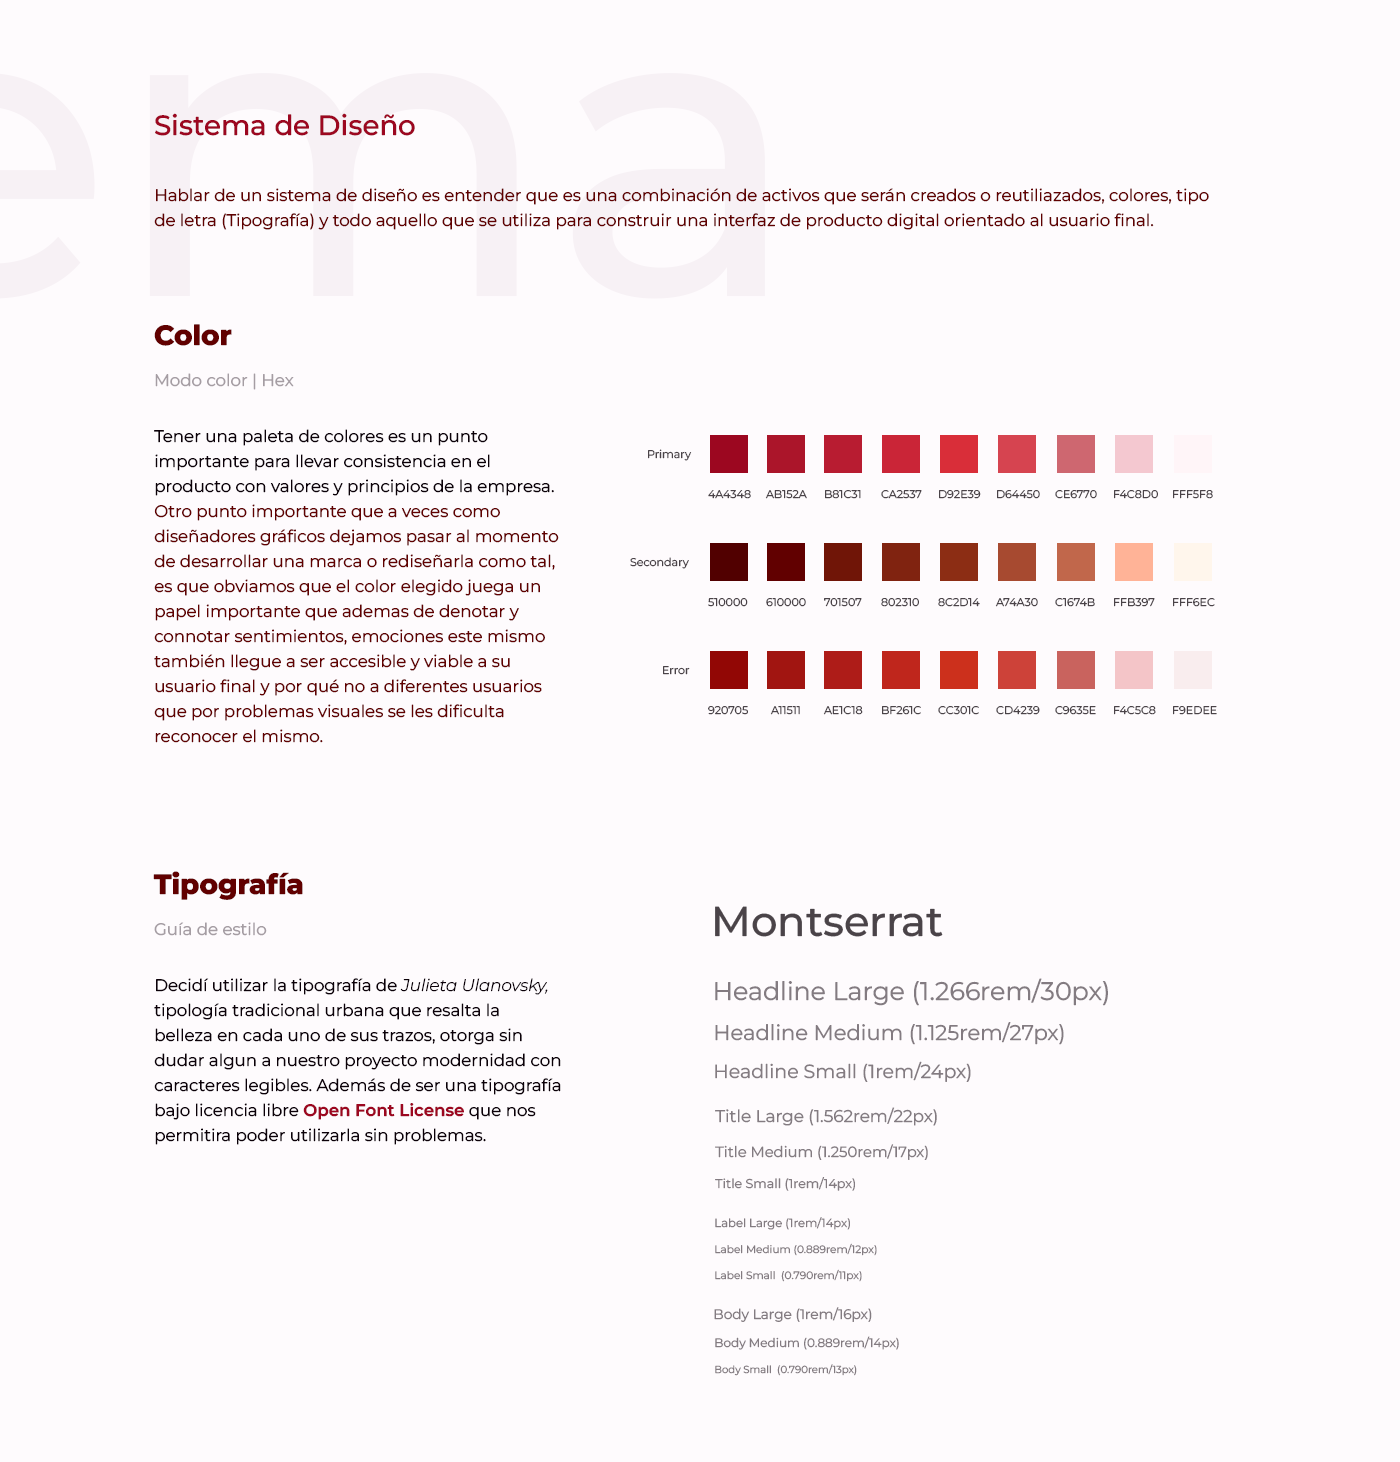 ema
Sistema de Diseño
Hablar de un sistema de diseño es entender que es una combinación de activos que serán creados o reutiliazados, colores, tipo
de letra (Tipografía) y todo aquello que se utiliza para construir una interfaz de producto digital orientado al usuario final.
Color
Modo color | Hex
Tener una paleta de colores es un punto
importante para llevar consistencia en el
producto con valores y principios de la empresa.
Otro punto importante que a veces como
diseñadores gráficos dejamos pasar al momento
de desarrollar una marca o rediseñarla como tal,
es que obviamos que el color elegido juega un
papel importante que ademas de denotar y
connotar sentimientos, emociones este mismo
también llegue a ser accesible y viable a su
usuario final y por qué no a diferentes usuarios
que por problemas visuales se les dificulta
reconocer el mismo.
Primary
4A4348 AB152A B81C31 CA2537 D92E39 D64450 CE6770 F4C8D0 FFF5F8
Secondary
510000 610000 701507 802310 8C2D14 A74A30 C1674B FFB397 FFF6EC
Error
920705 A11511 AE1C18 BF261C CC301C CD4239 C9635E F4C5C8 F9EDEE
Tipografía
Guía de estilo
Decidí utilizar la tipografía de Julieta Ulanovsky,
tipología tradicional urbana que resalta la
belleza en cada uno de sus trazos, otorga sin
dudar algun a nuestro proyecto modernidad con
caracteres legibles. Además de ser una tipografía
bajo licencia libre Open Font License que nos
permitira poder utilizarla sin problemas.
Montserrat
Headline Large (1.266rem/30px)
Headline Medium (1.125rem/27px)
Headline Small (1rem/24px)
Title Large (1.562rem/22px)
Title Medium (1.250rem/17px)
Title Small (1rem/14px)
Label Large (1rem/14px)
Label Medium (0.889rem/12px)
Label Small (0.790rem/11px)
Body Large (1rem/16px)
Body Medium (0.889rem/14px)
Body Small (0.790rem/13px)